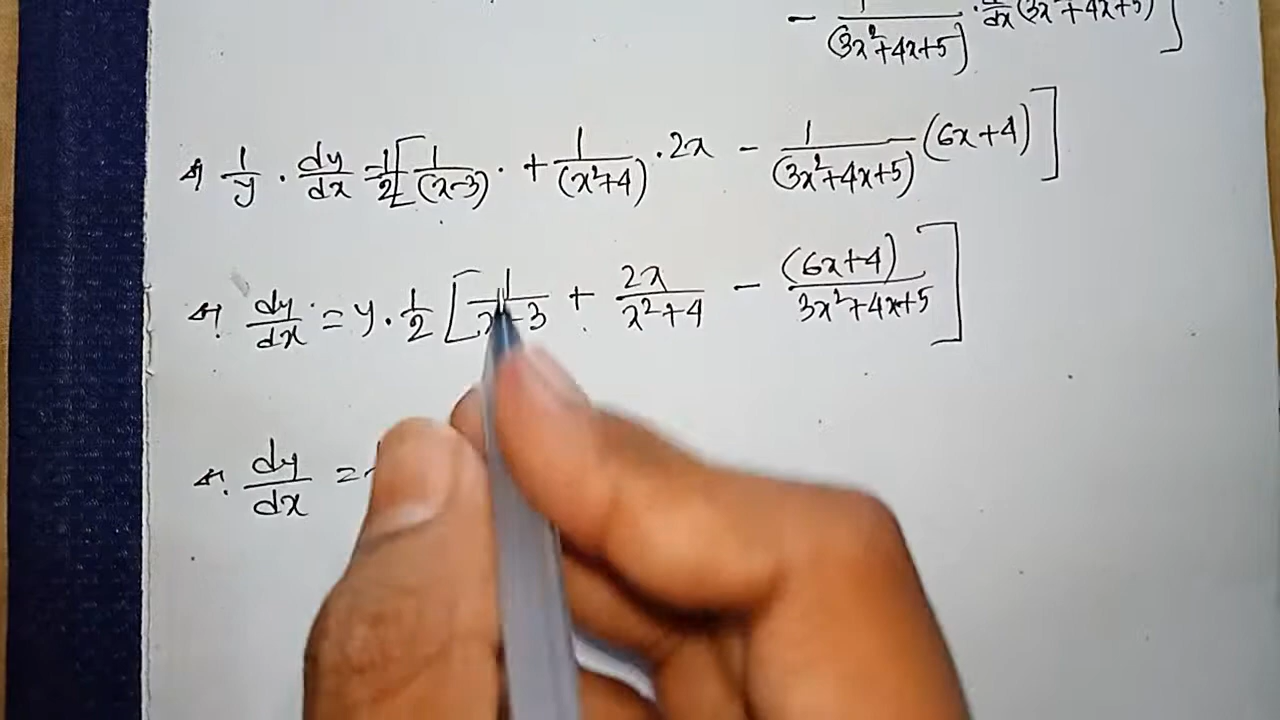 - 1/(3x²+4x+5) · d/dx (3x²+4x+5)]
⇒ 1/y · dy/dx = 1/2 [1/(x-3) · + 1/(x²+4) · 2x - 1/(3x²+4x+5) (6x+4)]
⇒ dy/dx = y · 1/2 [1/x-3 + 2x/x²+4 - (6x+4)/3x²+4x+5]
⇒ dy/dx =